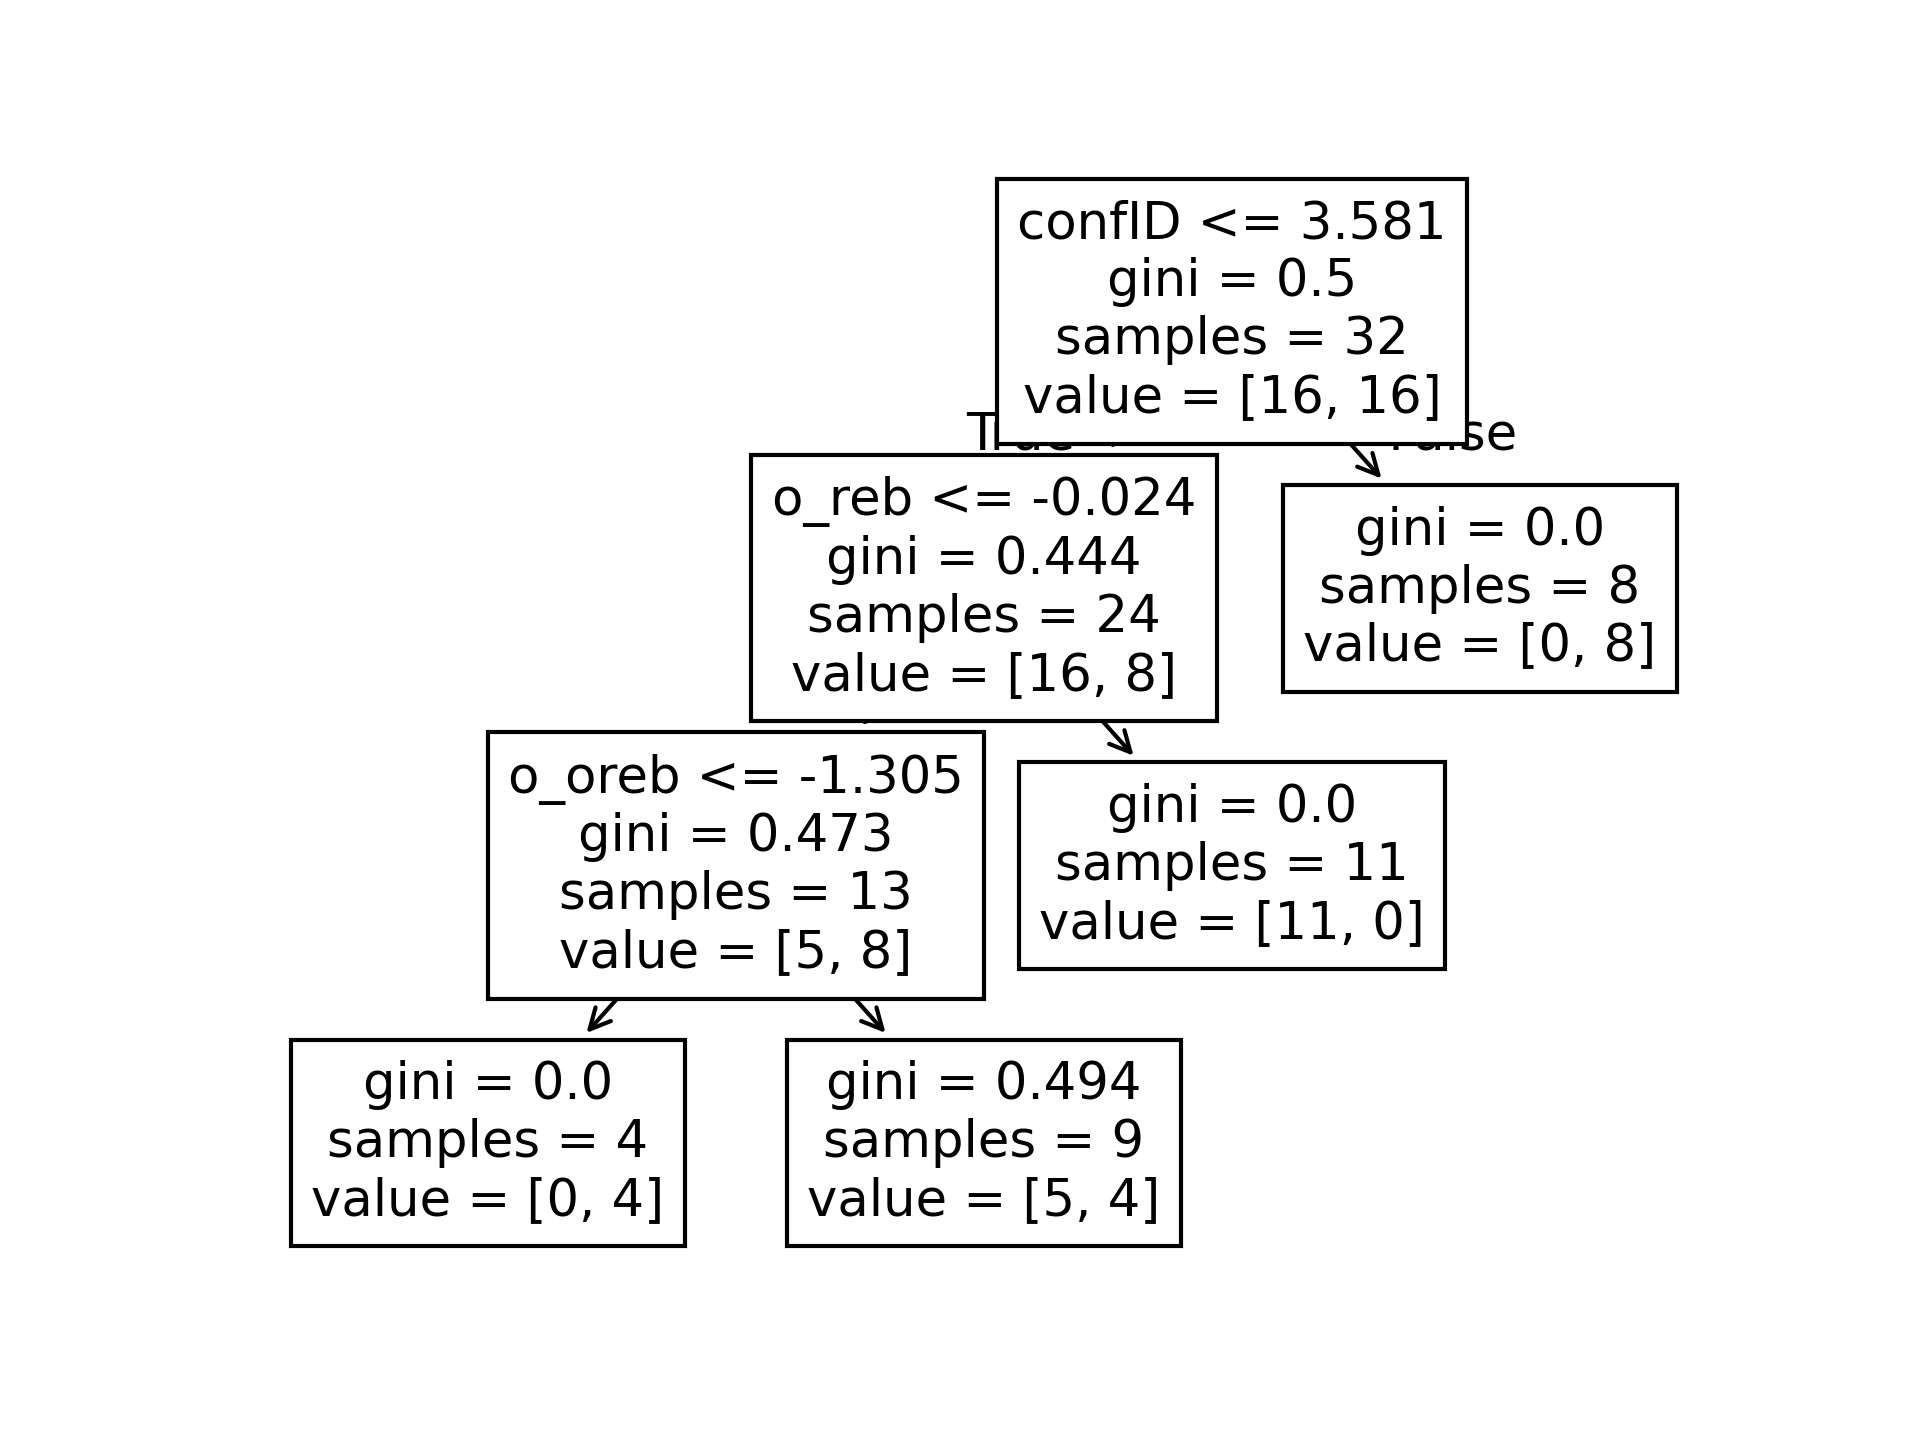 confID <= 3.581
gini = 0.5
samples = 32
value = [16, 16]
True
False
o_reb <= -0.024
gini = 0.444
samples = 24
value = [16, 8]
gini = 0.0
samples = 8
value = [0, 8]
o_oreb <= -1.305
gini = 0.473
samples = 13
value = [5, 8]
gini = 0.0
samples = 11
value = [11, 0]
gini = 0.0
samples = 4
value = [0, 4]
gini = 0.494
samples = 9
value = [5, 4]